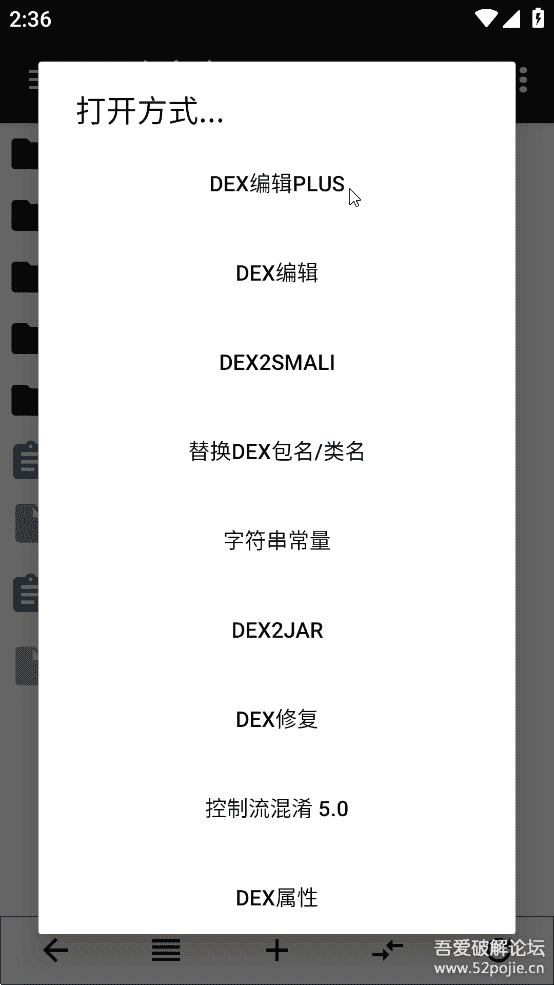 2:36
打开方式...
DEX编辑PLUS
DEX编辑
DEX2SMALI
替换DEX包名/类名
字符串常量
DEX2JAR
DEX修复
控制流混淆 5.0
DEX属性
吾爱破解论坛
www.52pojie.cn